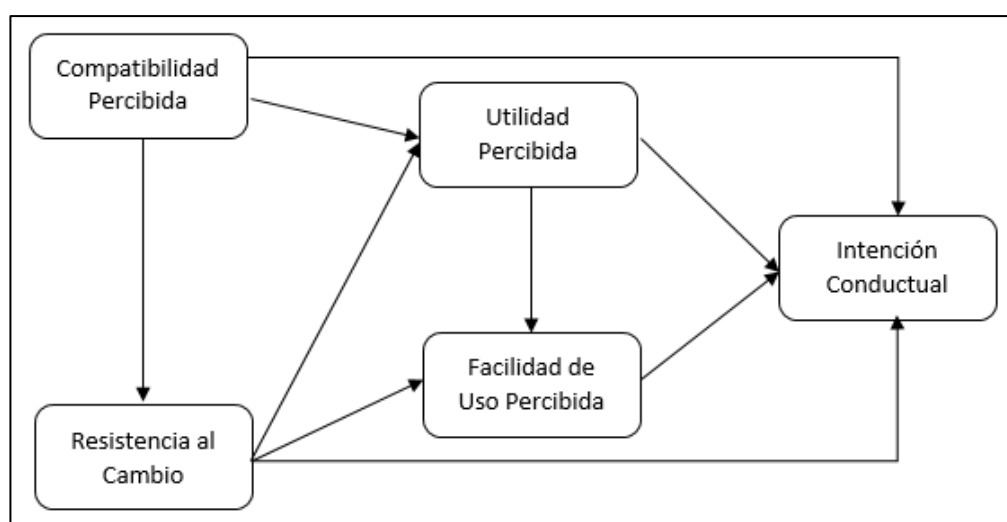 Compatibilidad
Percibida
Utilidad
Percibida
Intención
Conductual
Facilidad de
Uso Percibida
Resistencia al
Cambio